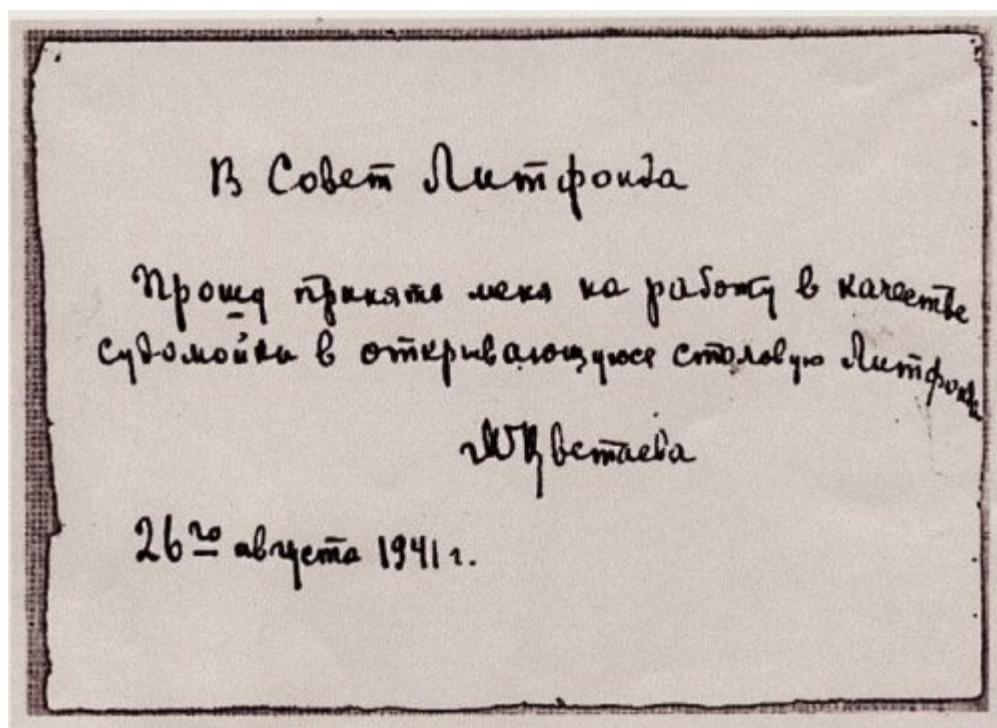 В Совет Литфонда
Прошу принять меня на работу в качестве
судомойки в открывающуюся столовую Литфонда
МЦветаева
26го августа 1941 г.